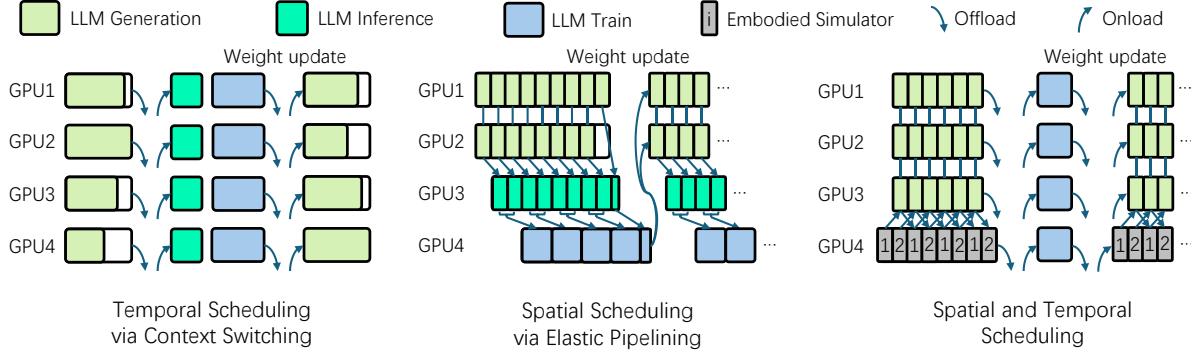 LLM Generation
LLM Inference
LLM Train
i
Embodied Simulator
Offload
Onload
Weight update
GPU1
GPU2
GPU3
GPU4
Temporal Scheduling
via Context Switching
Weight update
GPU1
...
GPU2
...
GPU3
...
GPU4
...
Spatial Scheduling
via Elastic Pipelining
Weight update
GPU1
...
GPU2
...
GPU3
...
GPU4
1 2 1 2 1 2 1 2
1 2 1 2
...
Spatial and Temporal
Scheduling